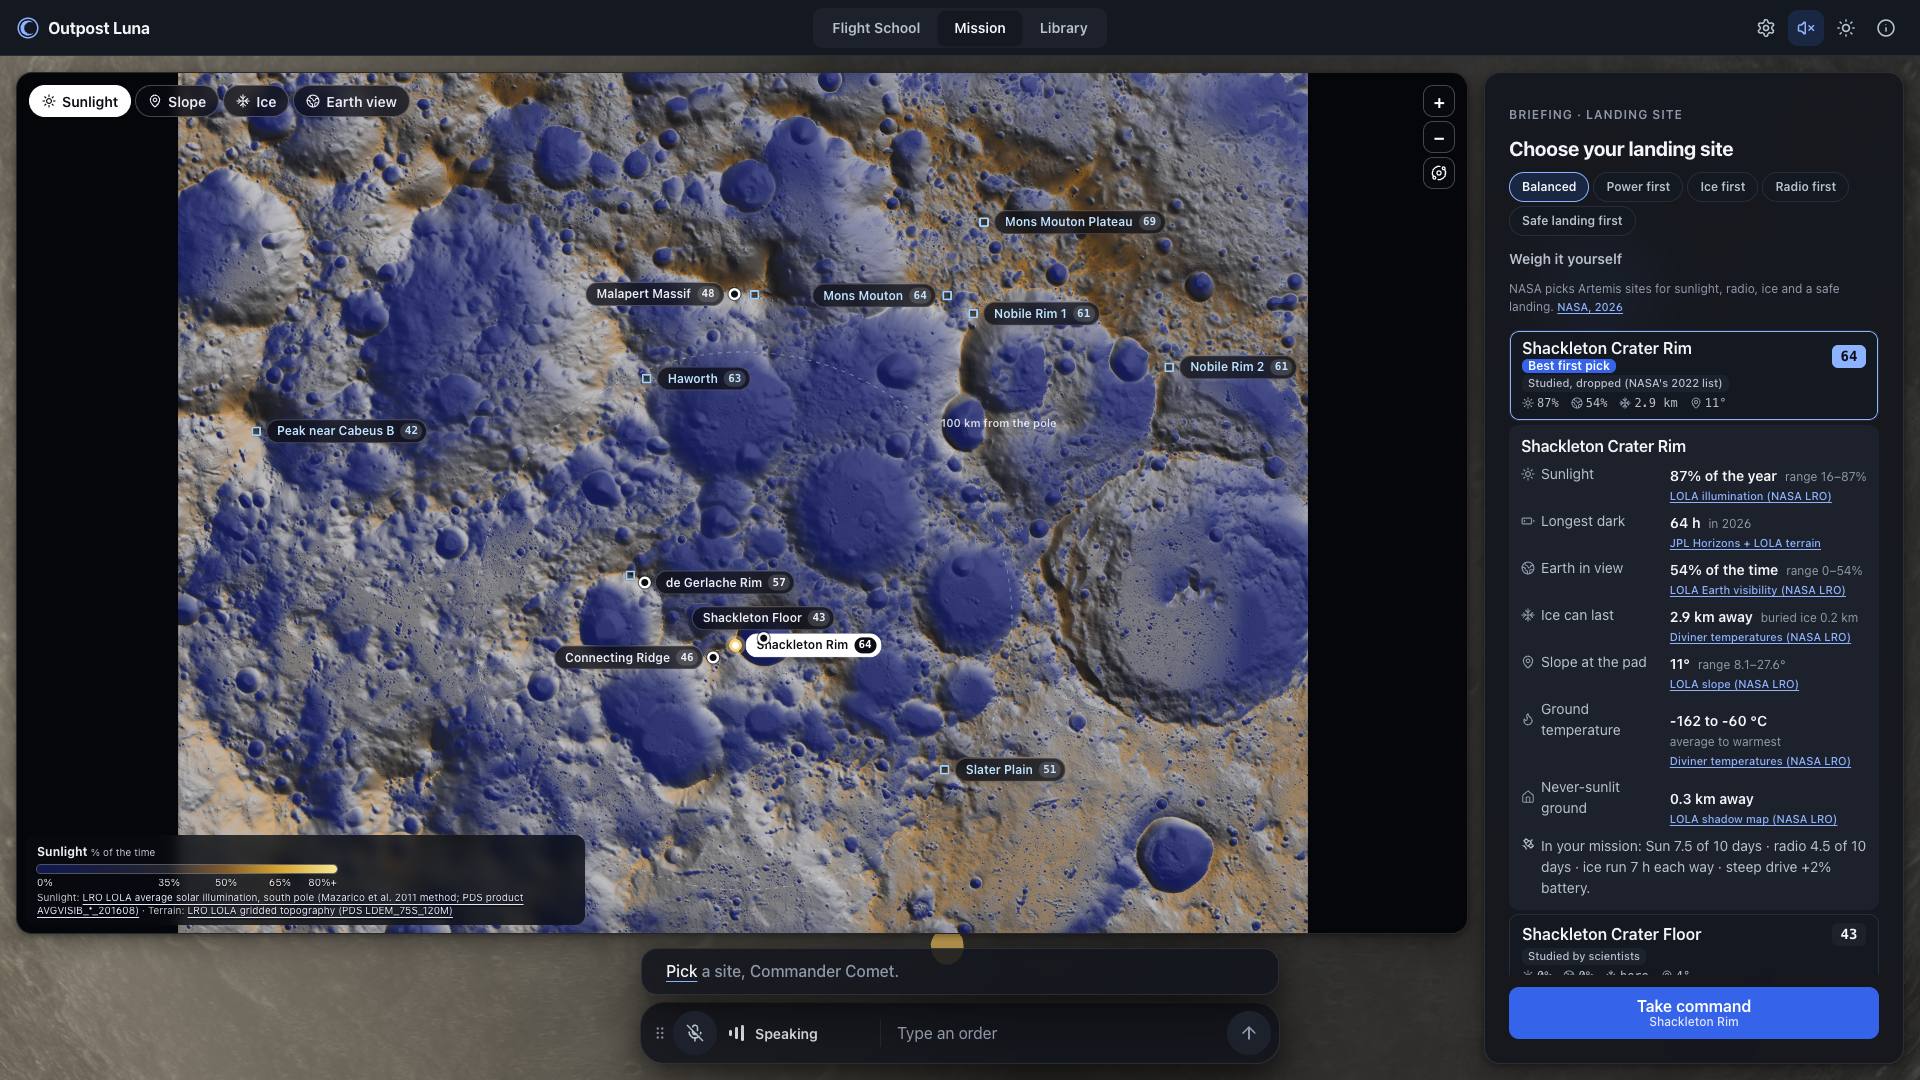 Outpost Luna
Flight School
Mission
Library
Sunlight
Slope
Ice
Earth view
+
−
Mons Mouton Plateau 69
Malapert Massif 48
Mons Mouton 64
Nobile Rim 1 61
Nobile Rim 2 61
Haworth 63
100 km from the pole
Peak near Cabeus B 42
de Gerlache Rim 57
Shackleton Floor 43
Shackleton Rim 64
Connecting Ridge 46
Slater Plain 51
Sunlight % of the time
0% 35% 50% 65% 80%+
Sunlight: LRO LOLA average solar illumination, south pole (Mazarico et al. 2011 method; PDS product
AVGVISIB_*_201608) · Terrain: LRO LOLA gridded topography (PDS LDEM_75S_120M)
Pick a site, Commander Comet.
Speaking
Type an order
BRIEFING · LANDING SITE
Choose your landing site
Balanced
Power first
Ice first
Radio first
Safe landing first
Weigh it yourself
NASA picks Artemis sites for sunlight, radio, ice and a safe
landing. NASA, 2026
Shackleton Crater Rim
64
Best first pick
Studied, dropped (NASA's 2022 list)
87% 54% 2.9 km 11°
Shackleton Crater Rim
Sunlight
87% of the year range 16–87%
LOLA illumination (NASA LRO)
Longest dark
64 h in 2026
JPL Horizons + LOLA terrain
Earth in view
54% of the time range 0–54%
LOLA Earth visibility (NASA LRO)
Ice can last
2.9 km away buried ice 0.2 km
Diviner temperatures (NASA LRO)
Slope at the pad
11° range 8.1–27.6°
LOLA slope (NASA LRO)
Ground
temperature
-162 to -60 °C
average to warmest
Diviner temperatures (NASA LRO)
Never-sunlit
ground
0.3 km away
LOLA shadow map (NASA LRO)
In your mission: Sun 7.5 of 10 days · radio 4.5 of 10
days · ice run 7 h each way · steep drive +2%
battery.
Shackleton Crater Floor
43
Studied by scientists
Take command
Shackleton Rim